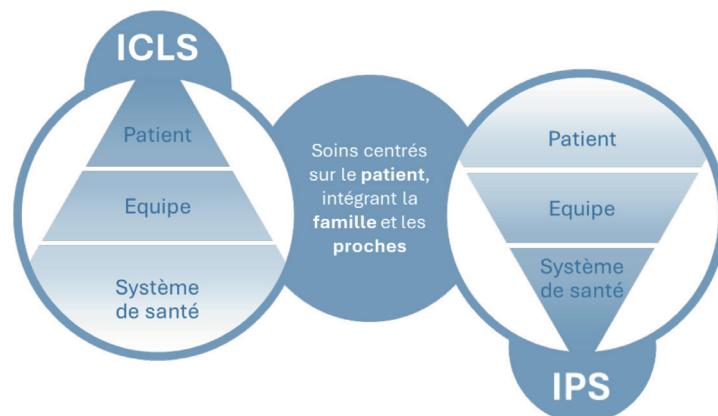 ICLS
Patient
Equipe
Système
de santé
Soins centrés
sur le patient,
intégrant la
famille et les
proches
Patient
Equipe
Système
de santé
IPS